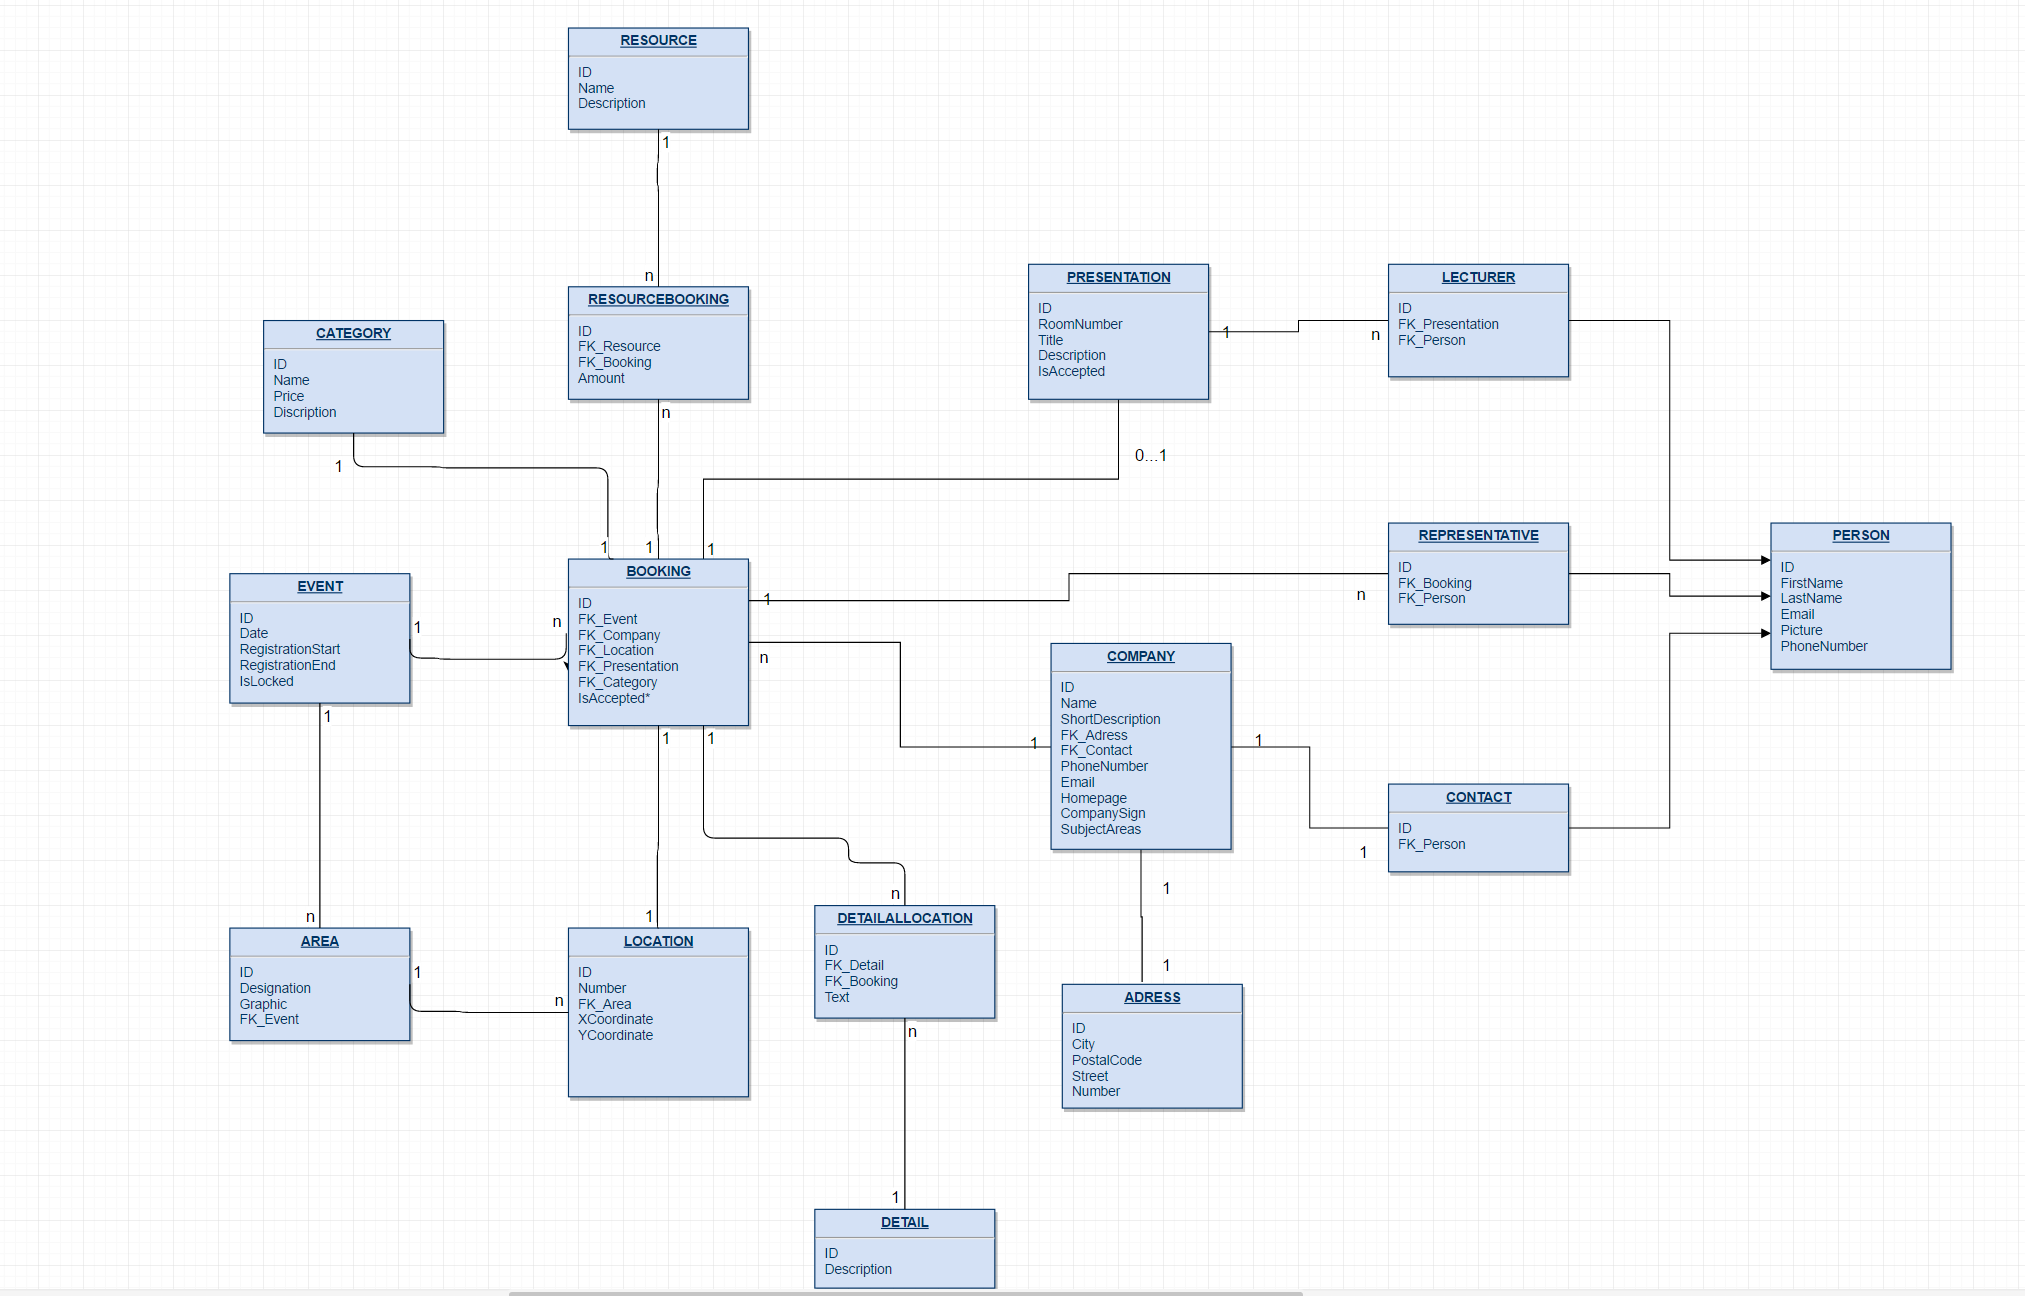 RESOURCE
ID
Name
Description
1
n
RESOURCEBOOKING
ID
FK_Resource
FK_Booking
Amount
n
1
CATEGORY
ID
Name
Price
Discription
1
1
PRESENTATION
ID
RoomNumber
Title
Description
IsAccepted
1
0...1
1
LECTURER
ID
FK_Presentation
FK_Person
n
REPRESENTATIVE
ID
FK_Booking
FK_Person
n
PERSON
ID
FirstName
LastName
Email
Picture
PhoneNumber
EVENT
ID
Date
RegistrationStart
RegistrationEnd
IsLocked
1
n
1
BOOKING
ID
FK_Event
FK_Company
FK_Location
FK_Presentation
FK_Category
IsAccepted*
1
n
1
1
COMPANY
ID
Name
ShortDescription
FK_Adress
FK_Contact
PhoneNumber
Email
Homepage
CompanySign
SubjectAreas
1
1
1
CONTACT
ID
FK_Person
1
n
AREA
ID
Designation
Graphic
FK_Event
1
n
1
LOCATION
ID
Number
FK_Area
XCoordinate
YCoordinate
n
DETAILALLOCATION
ID
FK_Detail
FK_Booking
Text
n
1
1
ADRESS
ID
City
PostalCode
Street
Number
DETAIL
ID
Description